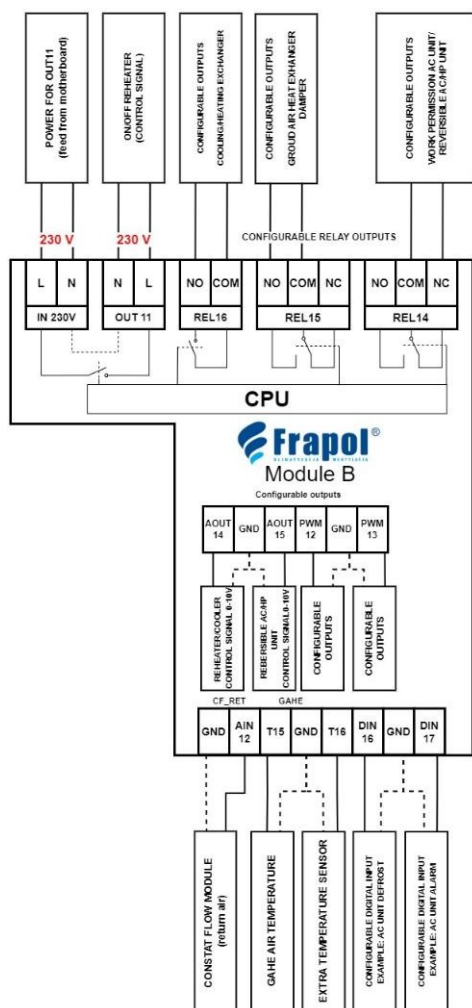 POWER FOR OUT11
(feed from motherboard)
ON/OFF REHEATER
(CONTROL SIGNAL)
CONFIGURABLE OUTPUTS
COOLING/HEATING EXCHANGER
CONFIGURABLE OUTPUTS
GROUD AIR HEAT EXHANGER
DAMPER
CONFIGURABLE OUTPUTS
WORK PERMISSION AC UNIT/
REVERSIBLE AC/HP UNIT
230 V
230 V
CONFIGURABLE RELAY OUTPUTS
L N N L NO COM NO COM NC NO COM NC
IN 230V OUT 11 REL16 REL15 REL14
CPU
Frapol®
KLIMATYZACJA WENTYLACJA
Module B
Configurable outputs
AOUT 14
GND
AOUT 15
PWM 12
GND
PWM 13
REHEATER/COOLER
CONTROL SIGNAL 0-10V
REBERSIBLE AC/HP
UNIT
CONTROL SIGNAL0-10V
CONFIGURABLE
OUTPUTS
CONFIGURABLE
OUTPUTS
CF_RET GAHE
GND
AIN 12
T15
GND
T16
DIN 16
GND
DIN 17
CONSTAT FLOW MODULE
(return air)
GAHE AIR TEMPERATURE
EXTRA TEMPERATURE SENSOR
CONFIGURABLE DIGITAL INPUT
EXAMPLE: AC UNIT DEFROST
CONFIGURABLE DIGITAL INPUT
EXAMPLE: AC UNIT ALARM